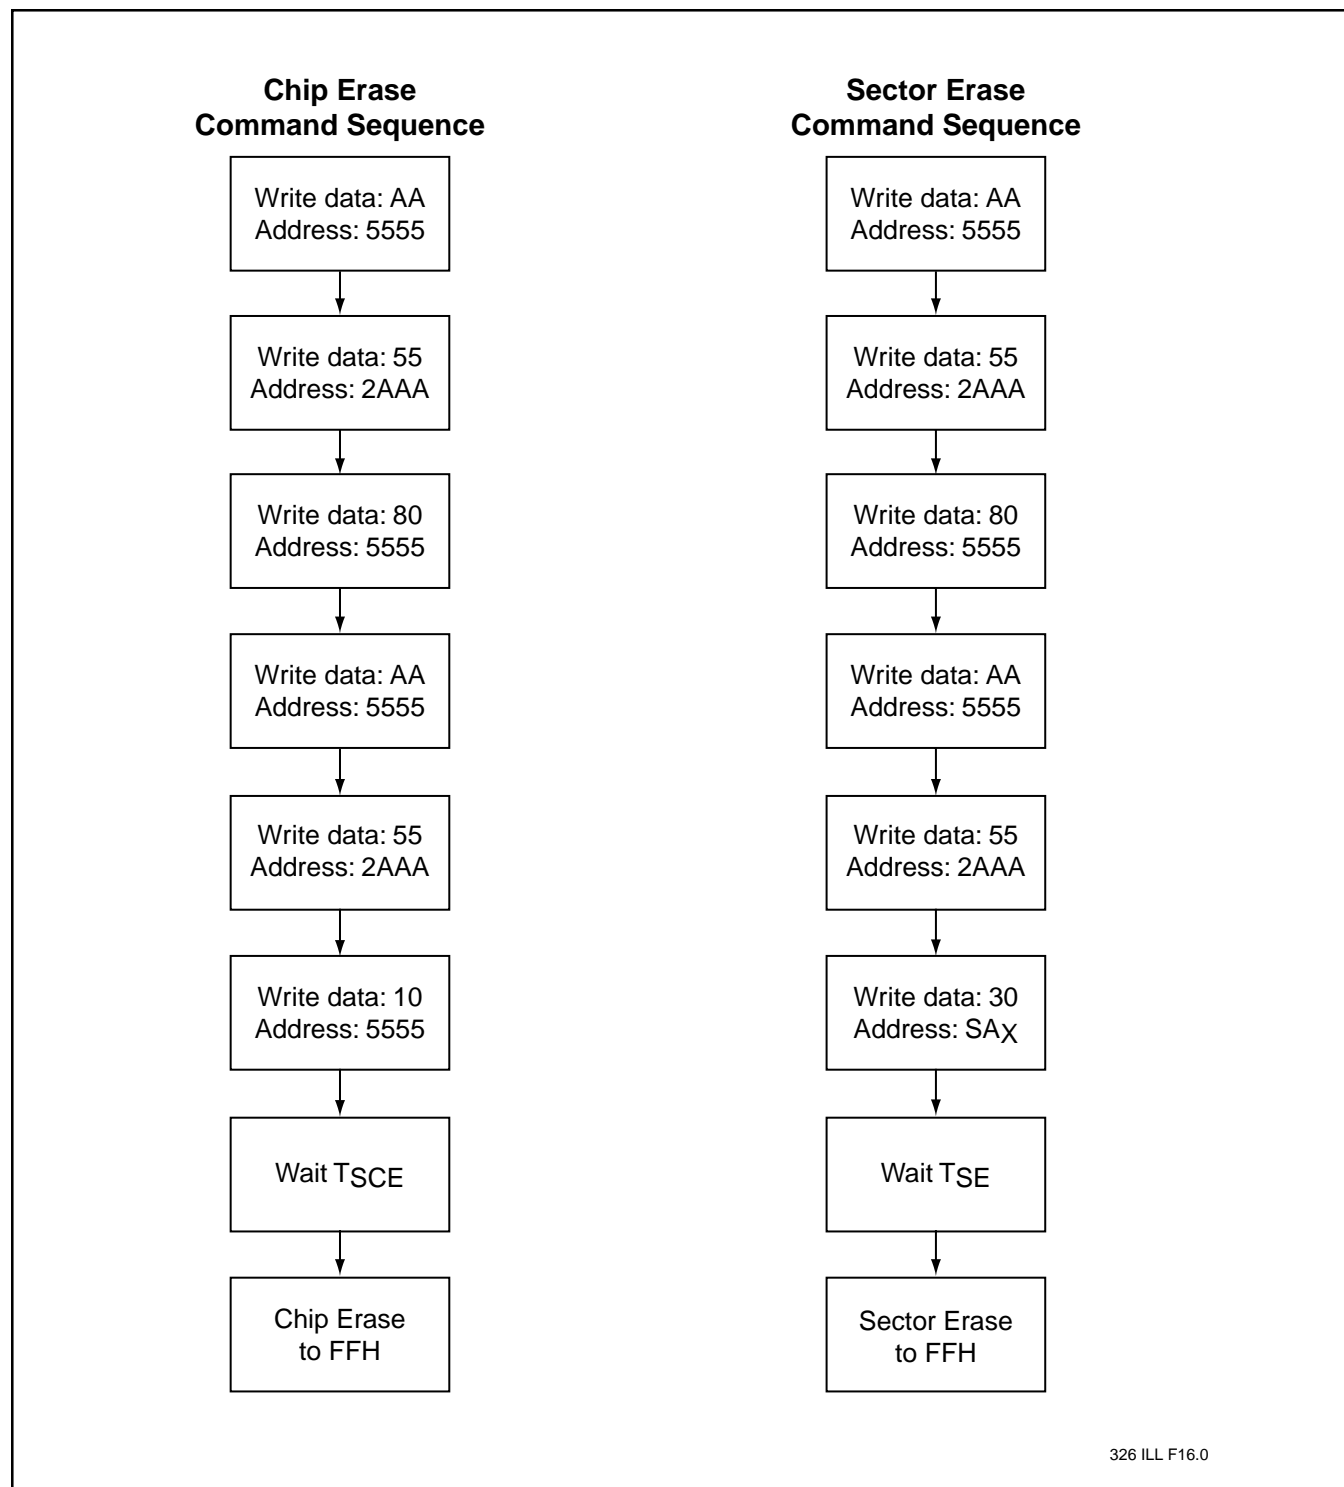 Chip Erase
Command Sequence
Write data: AA
Address: 5555
Write data: 55
Address: 2AAA
Write data: 80
Address: 5555
Write data: AA
Address: 5555
Write data: 55
Address: 2AAA
Write data: 10
Address: 5555
Wait TSCE
Chip Erase
to FFH
Sector Erase
Command Sequence
Write data: AA
Address: 5555
Write data: 55
Address: 2AAA
Write data: 80
Address: 5555
Write data: AA
Address: 5555
Write data: 55
Address: 2AAA
Write data: 30
Address: SAX
Wait TSE
Sector Erase
to FFH
326 ILL F16.0